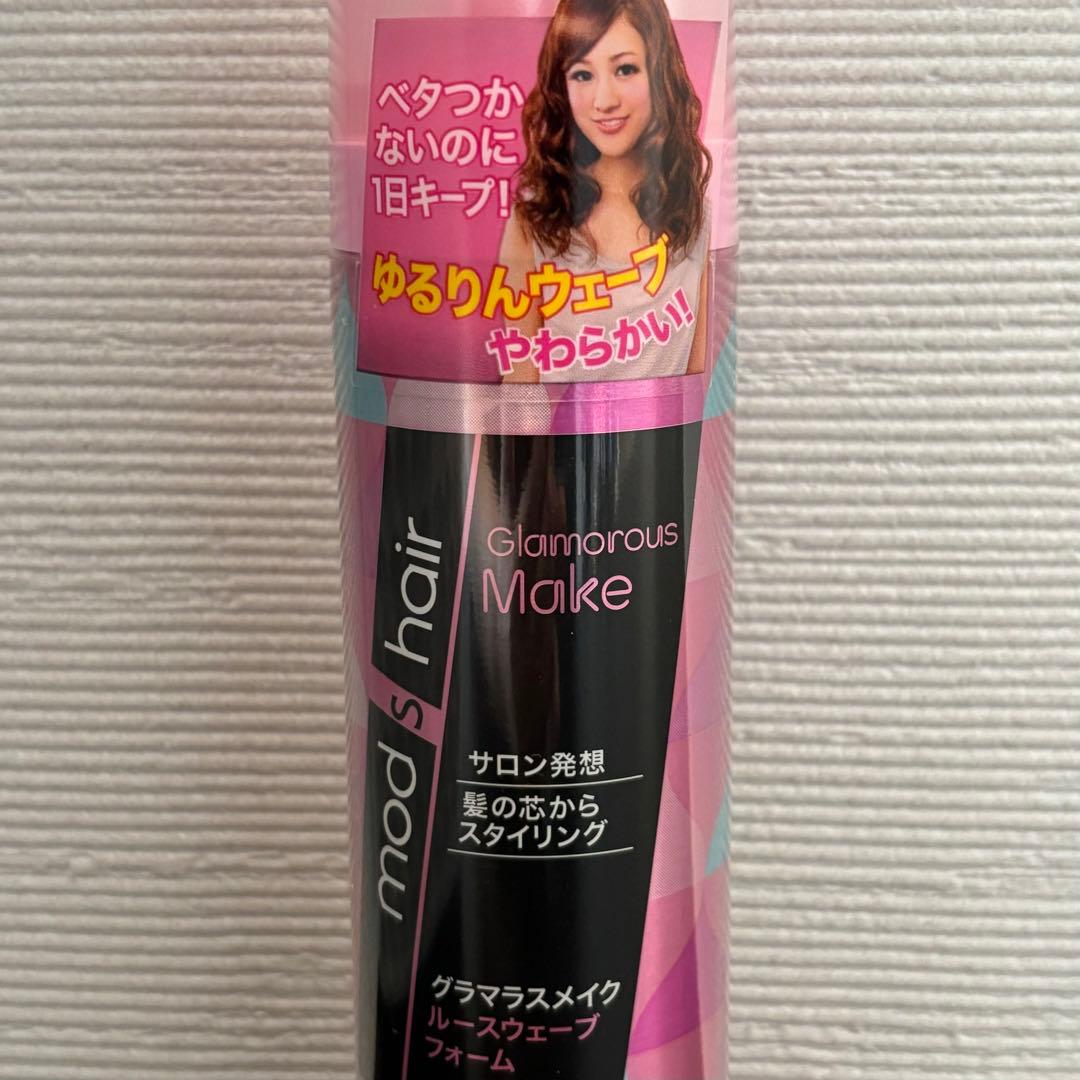 ベタつか
ないのに
1日キープ!
ゆるりんウェーブ
やわらかい!
mod s hair
Glamorous
Make
サロン発想
髪の芯から
スタイリング
グラマラスメイク
ルースウェーブ
フォーム